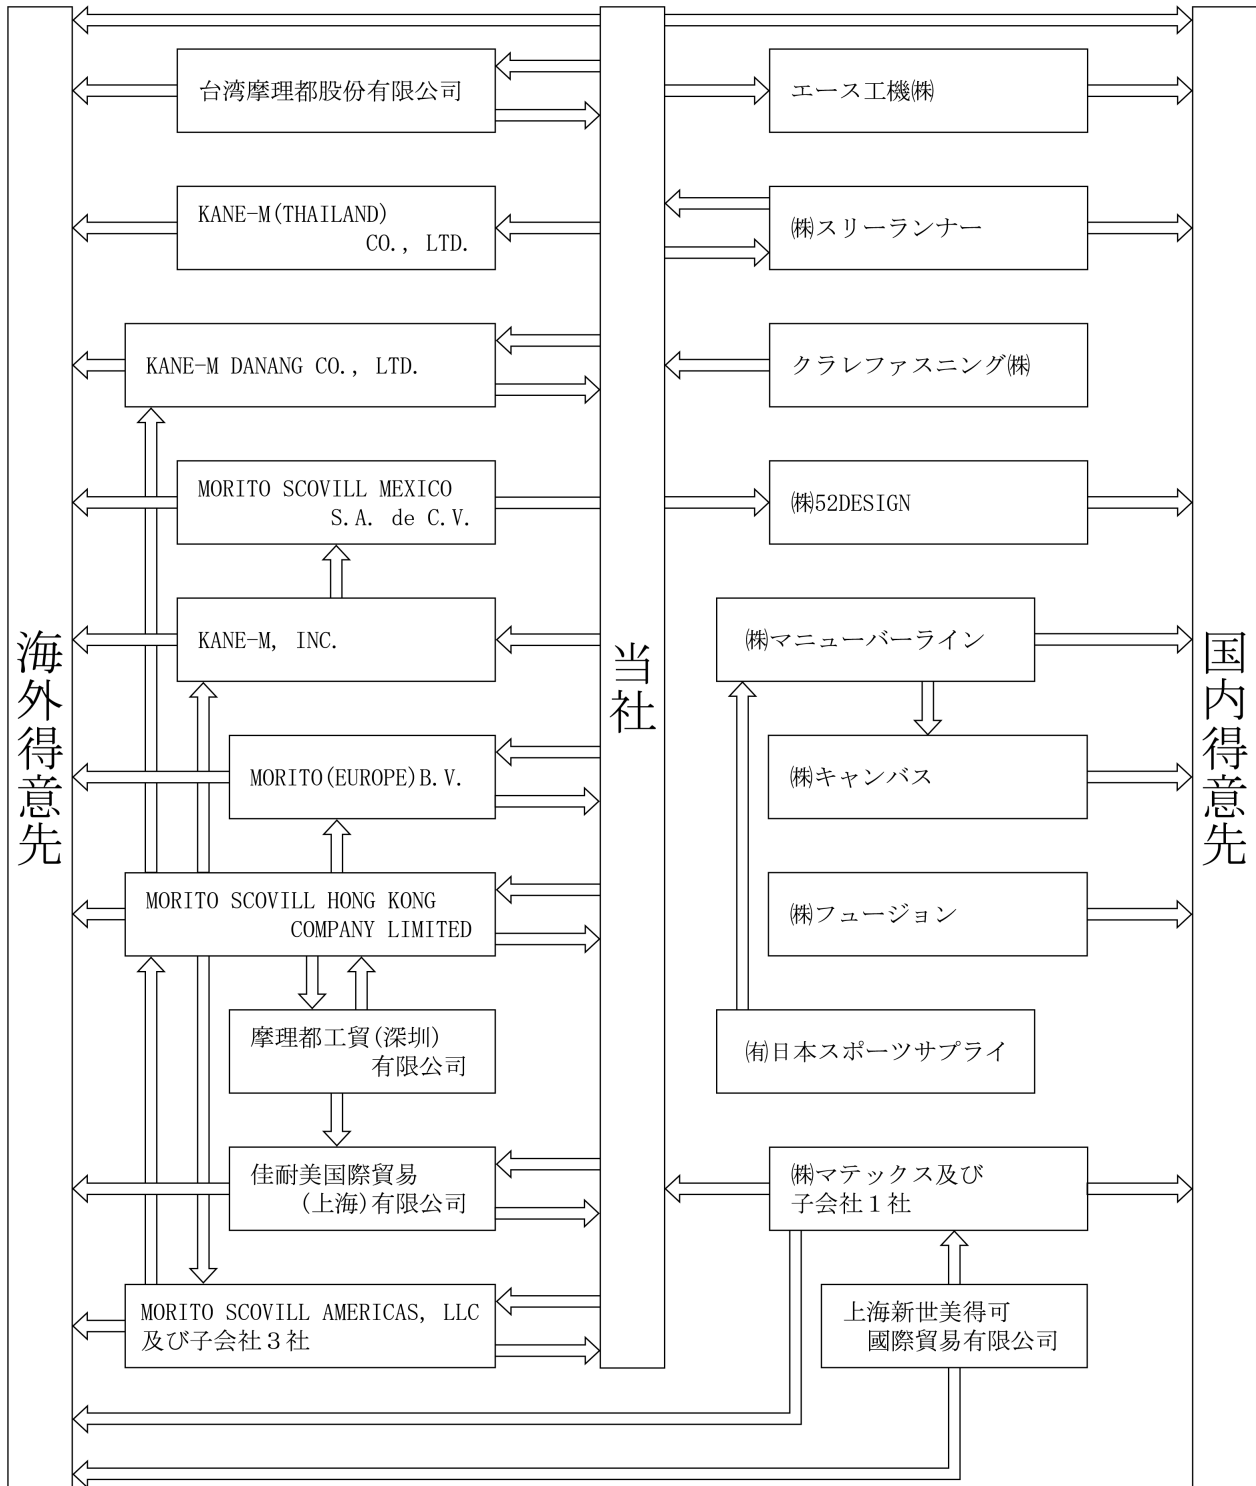 海外得意先
台湾摩理都股份有限公司
KANE-M(THAILAND)
CO., LTD.
KANE-M DANANG CO., LTD.
MORITO SCOVILL MEXICO
S.A. de C.V.
KANE-M, INC.
MORITO(EUROPE)B.V.
MORITO SCOVILL HONG KONG
COMPANY LIMITED
摩理都工貿(深圳)
有限公司
佳耐美国際貿易
(上海)有限公司
MORITO SCOVILL AMERICAS, LLC
及び子会社3社
当社
エース工機㈱
㈱スリーランナー
クラレファスニング㈱
㈱52DESIGN
㈱マニューバーライン
㈱キャンバス
㈱フュージョン
㈲日本スポーツサプライ
㈱マテックス及び
子会社1社
上海新世美得可
國際貿易有限公司
国内得意先